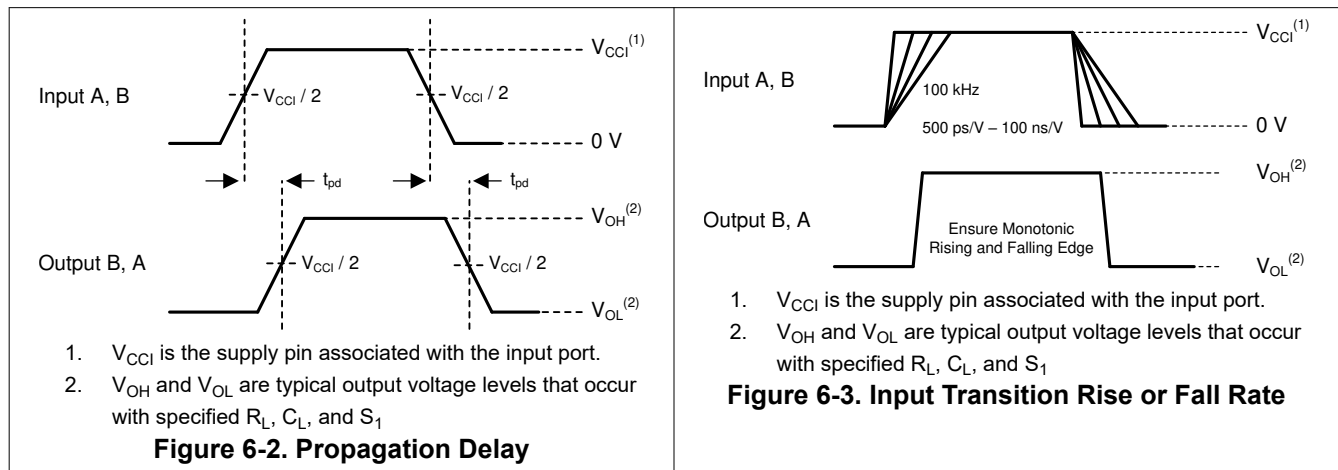 V_CCI^(1)
Input A, B
V_CCI / 2 V_CCI / 2
0 V
t_pd t_pd
V_OH^(2)
Output B, A
V_CCI / 2 V_CCI / 2
V_OL^(2)
1. V_CCI is the supply pin associated with the input port.
2. V_OH and V_OL are typical output voltage levels that occur
with specified R_L, C_L, and S_1
Figure 6-2. Propagation Delay
V_CCI^(1)
Input A, B
100 kHz
500 ps/V – 100 ns/V
0 V
V_OH^(2)
Output B, A
Ensure Monotonic
Rising and Falling Edge
V_OL^(2)
1. V_CCI is the supply pin associated with the input port.
2. V_OH and V_OL are typical output voltage levels that occur
with specified R_L, C_L, and S_1
Figure 6-3. Input Transition Rise or Fall Rate